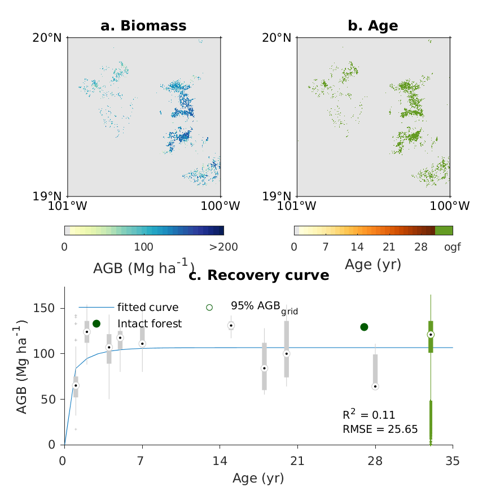 a. Biomass
b. Age
20°N
20°N
19°N
19°N
101°W
100°W
101°W
100°W
0
100
>200
0
7
14
21
28
ogf
AGB (Mg ha⁻¹)
Age (yr)
c. Recovery curve
fitted curve
95% AGB_grid
Intact forest
150
100
50
0
AGB (Mg ha⁻¹)
R² = 0.11
RMSE = 25.65
0
7
14
21
28
35
Age (yr)